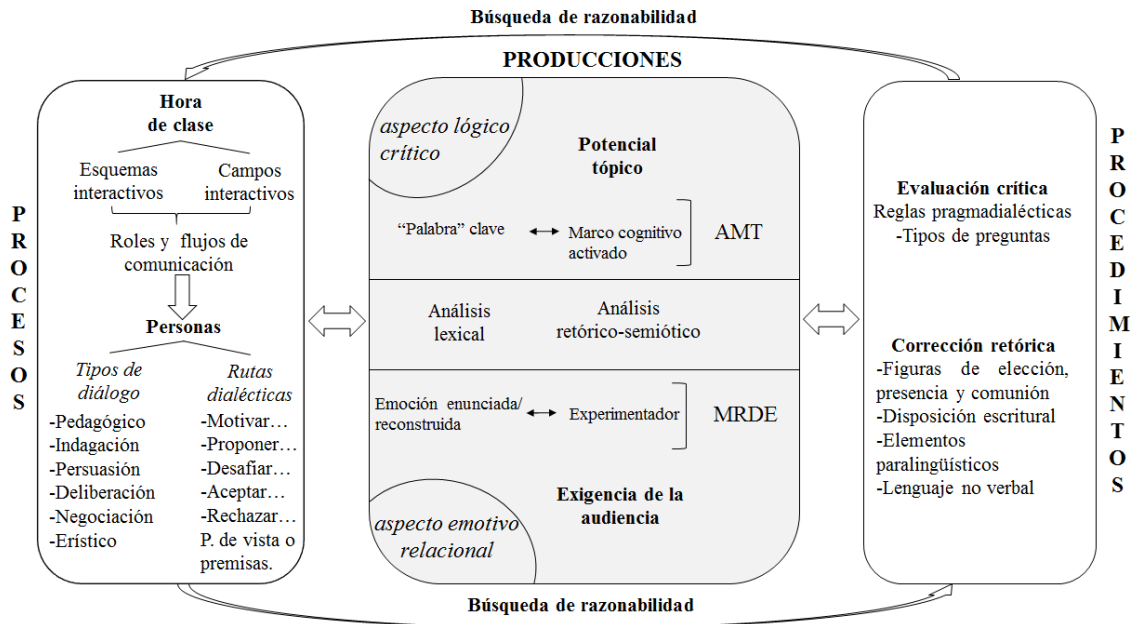 Búsqueda de razonabilidad
PROCESOS
Hora
de clase
Esquemas
interactivos
Campos
interactivos
Roles y flujos de
comunicación
Personas
Tipos de
diálogo
-Pedagógico
-Indagación
-Persuasión
-Deliberación
-Negociación
-Erístico
Rutas
dialécticas
-Motivar…
-Proponer…
-Desafiar…
-Aceptar…
-Rechazar…
P. de vista o
premisas.
PRODUCCIONES
aspecto lógico
crítico
Potencial
tópico
“Palabra” clave
Marco cognitivo
activado
AMT
Análisis
lexical
Análisis
retórico-semiótico
Emoción enunciada/
reconstruida
Experimentador
MRDE
Exigencia de la
audiencia
aspecto emotivo
relacional
PROCEDIMIENTOS
Evaluación crítica
Reglas pragmadialécticas
-Tipos de preguntas
Corrección retórica
-Figuras de elección,
presencia y comunión
-Disposición escritural
-Elementos
paralingüísticos
-Lenguaje no verbal
Búsqueda de razonabilidad